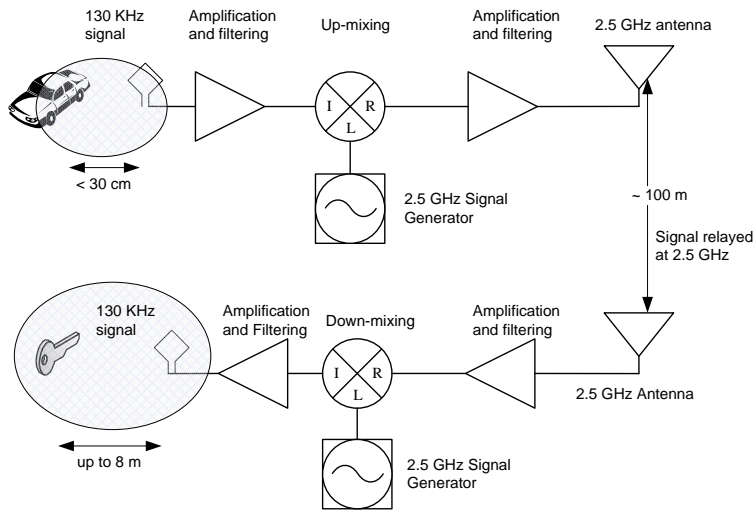 130 KHz
signal
Amplification
and filtering
Up-mixing
Amplification
and filtering
2.5 GHz antenna
I
R
L
< 30 cm
2.5 GHz Signal
Generator
~ 100 m
Signal relayed
at 2.5 GHz
130 KHz
signal
Amplification
and Filtering
Down-mixing
Amplification
and filtering
I
R
L
2.5 GHz Antenna
up to 8 m
2.5 GHz Signal
Generator